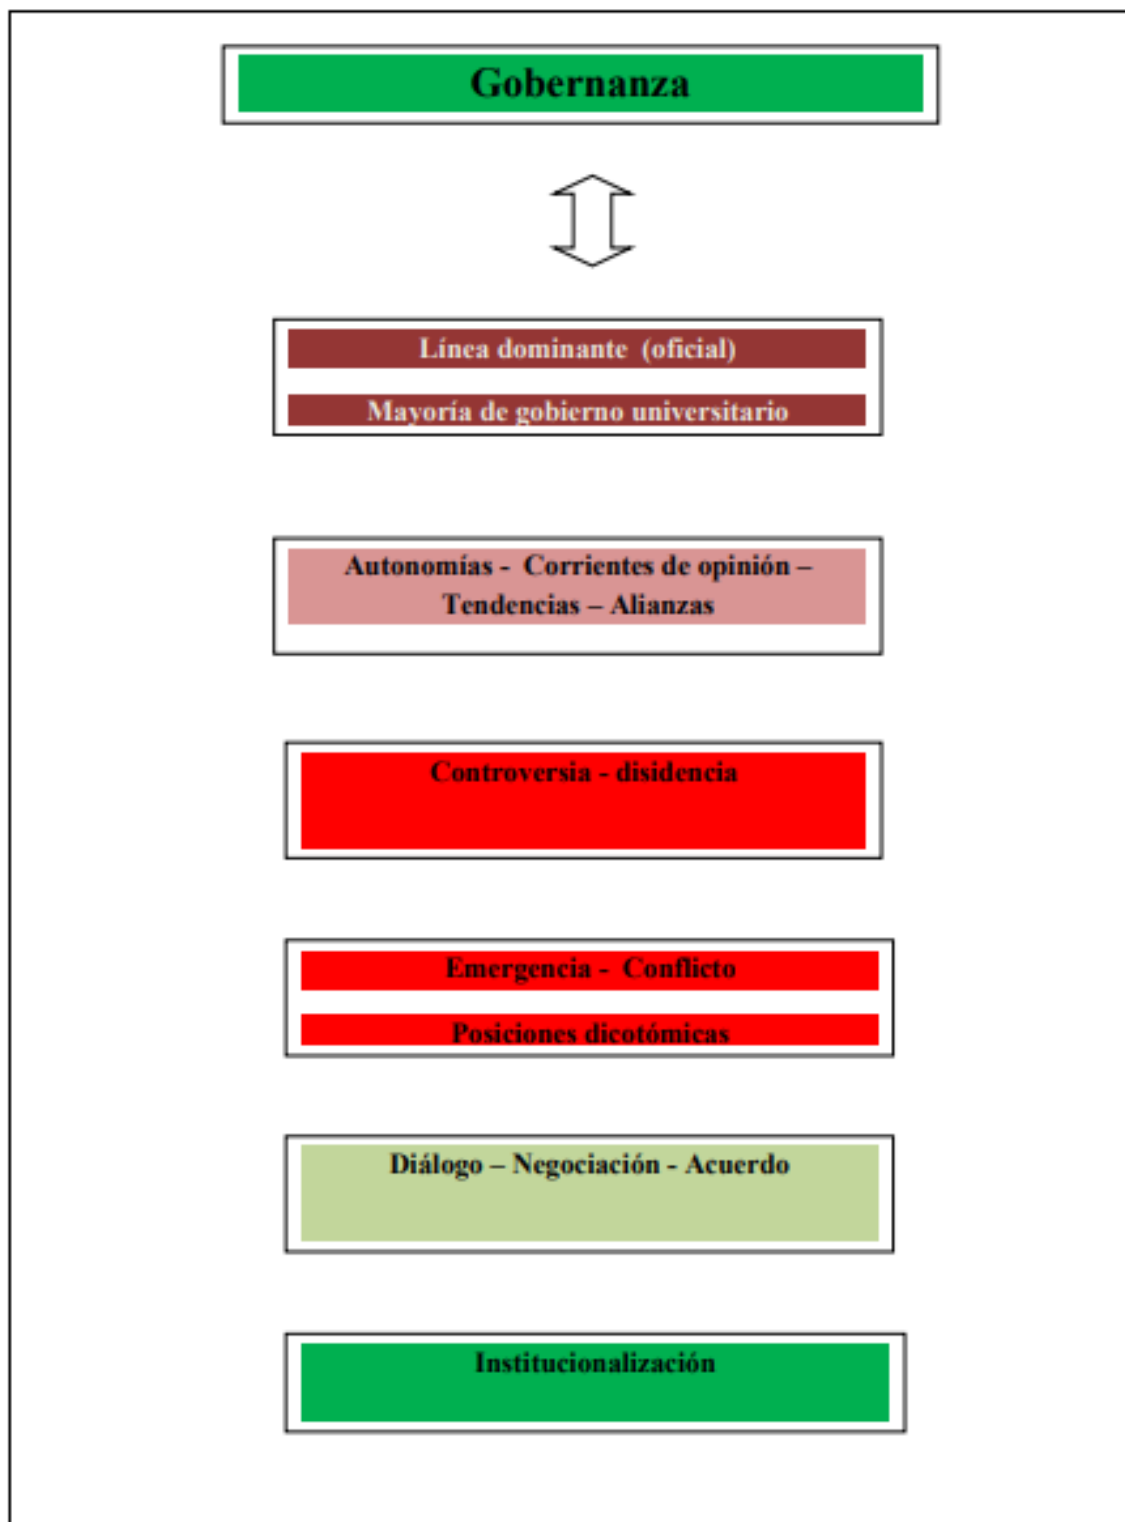 Gobernanza
Línea dominante  (oficial)
Mayoría de gobierno universitario
Autonomías -  Corrientes de opinión –
Tendencias – Alianzas
Controversia - disidencia
Emergencia -  Conflicto
Posiciones dicotómicas
Diálogo – Negociación - Acuerdo
Institucionalización